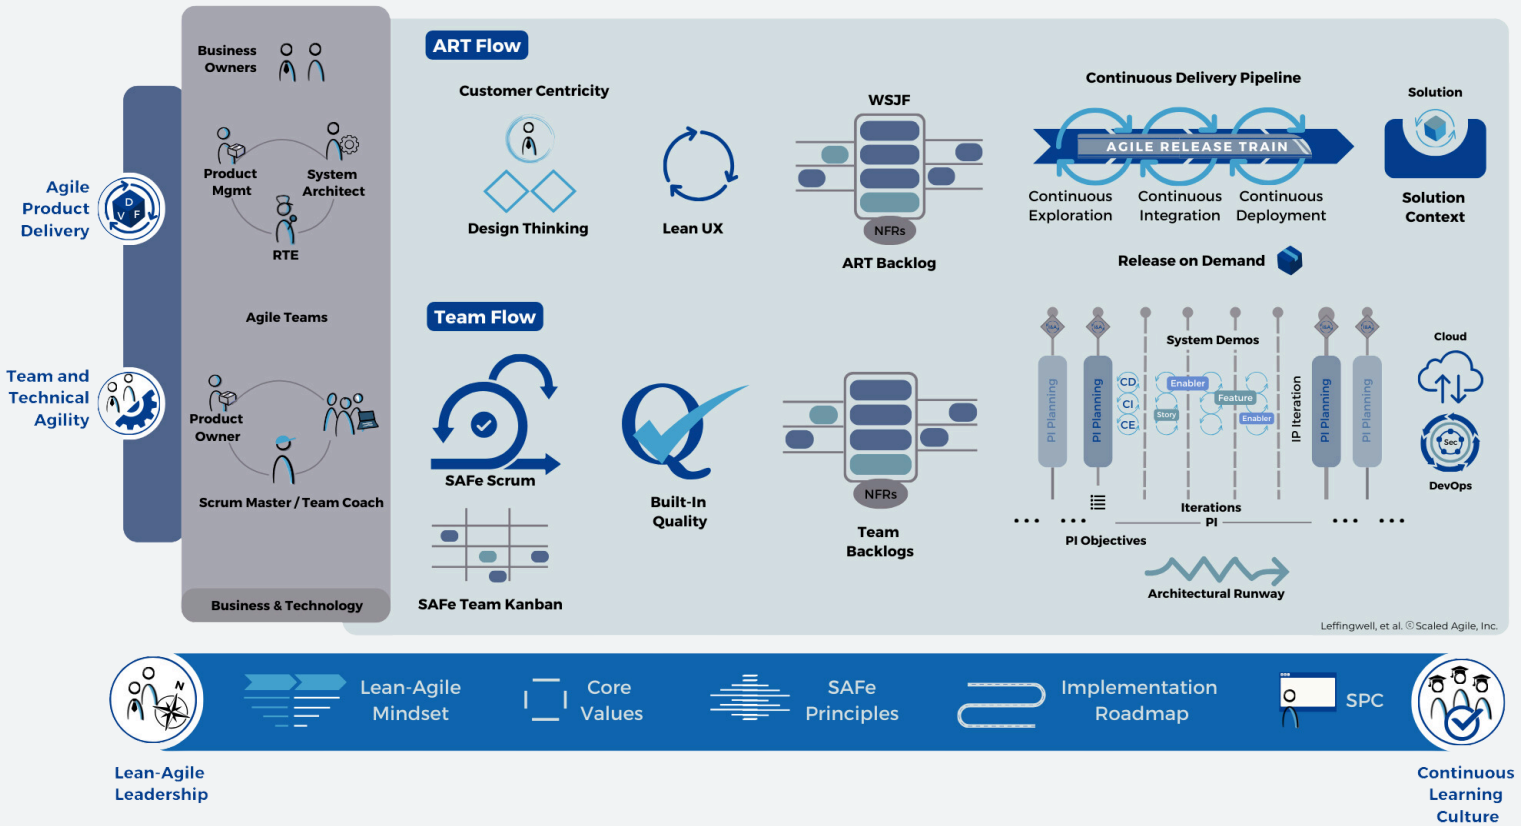 Agile
Product
Delivery
V D F
Team and
Technical
Agility
Business
Owners
Product
Mgmt
System
Architect
RTE
Agile Teams
Product
Owner
Scrum Master / Team Coach
Business & Technology
ART Flow
Customer Centricity
Design Thinking
Lean UX
WSJF
NFRs
ART Backlog
Continuous Delivery Pipeline
AGILE RELEASE TRAIN
Continuous
Exploration
Continuous
Integration
Continuous
Deployment
Release on Demand
Solution
Solution
Context
Team Flow
SAFe Scrum
SAFe Team Kanban
Built-In
Quality
NFRs
Team
Backlogs
I&A
I&A
I&A
I&A
System Demos
PI Planning
PI Planning
CD
CI
CE
Enabler
Story
Feature
Enabler
IP Iteration
PI Planning
PI Planning
Iterations
PI
PI Objectives
Architectural Runway
Cloud
Sec
DevOps
Leffingwell, et al. © Scaled Agile, Inc.
N
Lean-Agile
Mindset
Core
Values
SAFe
Principles
Implementation
Roadmap
SPC
Lean-Agile
Leadership
Continuous
Learning
Culture